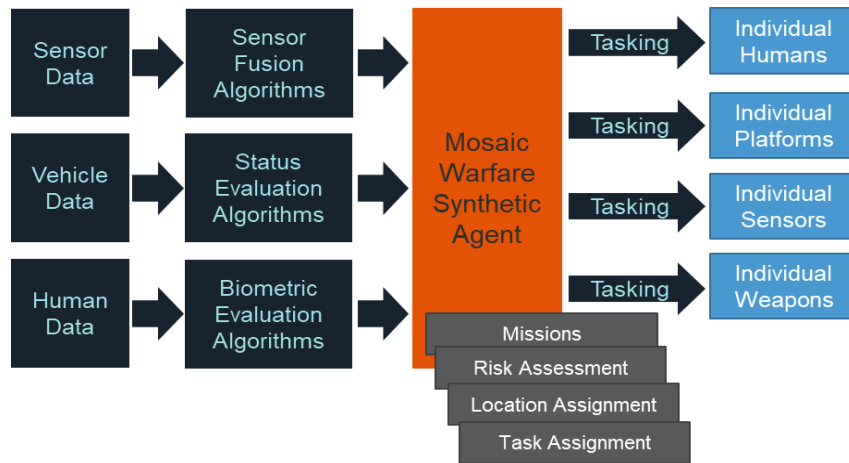 Sensor
Data
Sensor
Fusion
Algorithms
Vehicle
Data
Status
Evaluation
Algorithms
Human
Data
Biometric
Evaluation
Algorithms
Mosaic
Warfare
Synthetic
Agent
Missions
Risk Assessment
Location Assignment
Task Assignment
Tasking
Individual
Humans
Tasking
Individual
Platforms
Tasking
Individual
Sensors
Tasking
Individual
Weapons